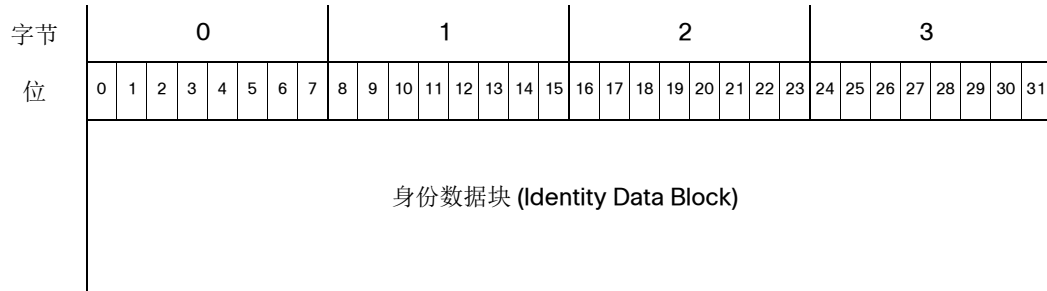 字节 0 1 2 3
位 0 1 2 3 4 5 6 7 8 9 10 11 12 13 14 15 16 17 18 19 20 21 22 23 24 25 26 27 28 29 30 31
身份数据块 (Identity Data Block)